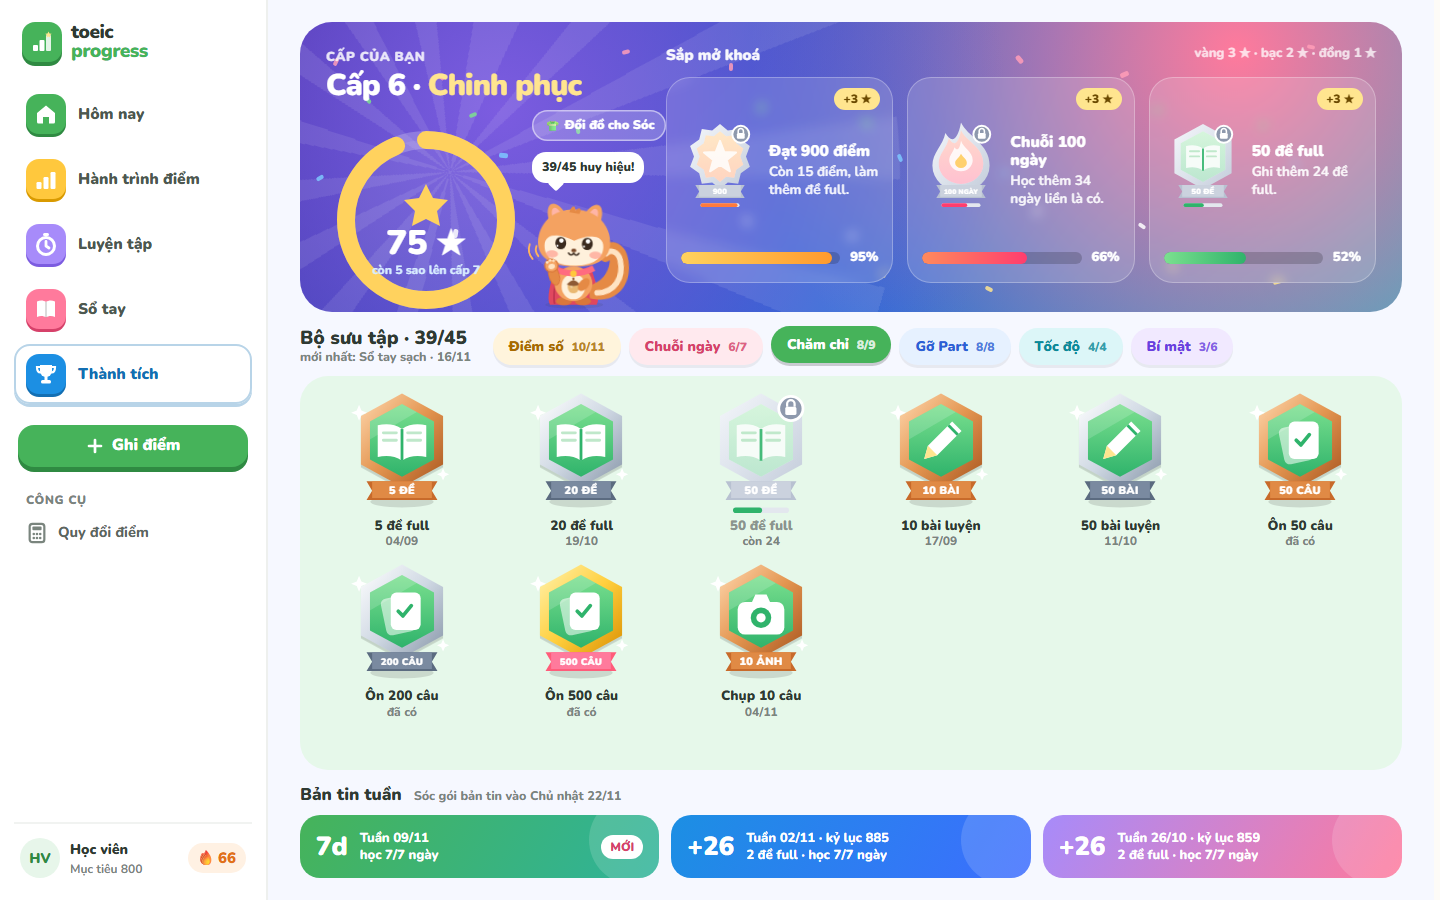 toeic
progress
Hôm nay
Hành trình điểm
Luyện tập
Sổ tay
Thành tích
+ Ghi điểm
CÔNG CỤ
Quy đổi điểm
HV
Học viên
Mục tiêu 800
66
CẤP CỦA BẠN
Cấp 6 · Chinh phục
Đổi đồ cho Sóc
39/45 huy hiệu!
75 ★
còn 5 sao lên cấp 7
Sắp mở khoá
vàng 3 ★ · bạc 2 ★ · đồng 1 ★
+3 ★
900
Đạt 900 điểm
Còn 15 điểm, làm
thêm đề full.
95%
+3 ★
100 NGÀY
Chuỗi 100
ngày
Học thêm 34
ngày liền là có.
66%
+3 ★
50 ĐỀ
50 đề full
Ghi thêm 24 đề
full.
52%
Bộ sưu tập · 39/45
mới nhất: Sổ tay sạch · 16/11
Điểm số 10/11
Chuỗi ngày 6/7
Chăm chỉ 8/9
Gỡ Part 8/8
Tốc độ 4/4
Bí mật 3/6
5 ĐỀ
5 đề full
04/09
20 ĐỀ
20 đề full
19/10
50 ĐỀ
50 đề full
còn 24
10 BÀI
10 bài luyện
17/09
50 BÀI
50 bài luyện
11/10
50 CÂU
Ôn 50 câu
đã có
200 CÂU
Ôn 200 câu
đã có
500 CÂU
Ôn 500 câu
đã có
10 ẢNH
Chụp 10 câu
04/11
Bản tin tuần
Sóc gói bản tin vào Chủ nhật 22/11
7d
Tuần 09/11
học 7/7 ngày
MỚI
+26
Tuần 02/11 · kỷ lục 885
2 đề full · học 7/7 ngày
+26
Tuần 26/10 · kỷ lục 859
2 đề full · học 7/7 ngày